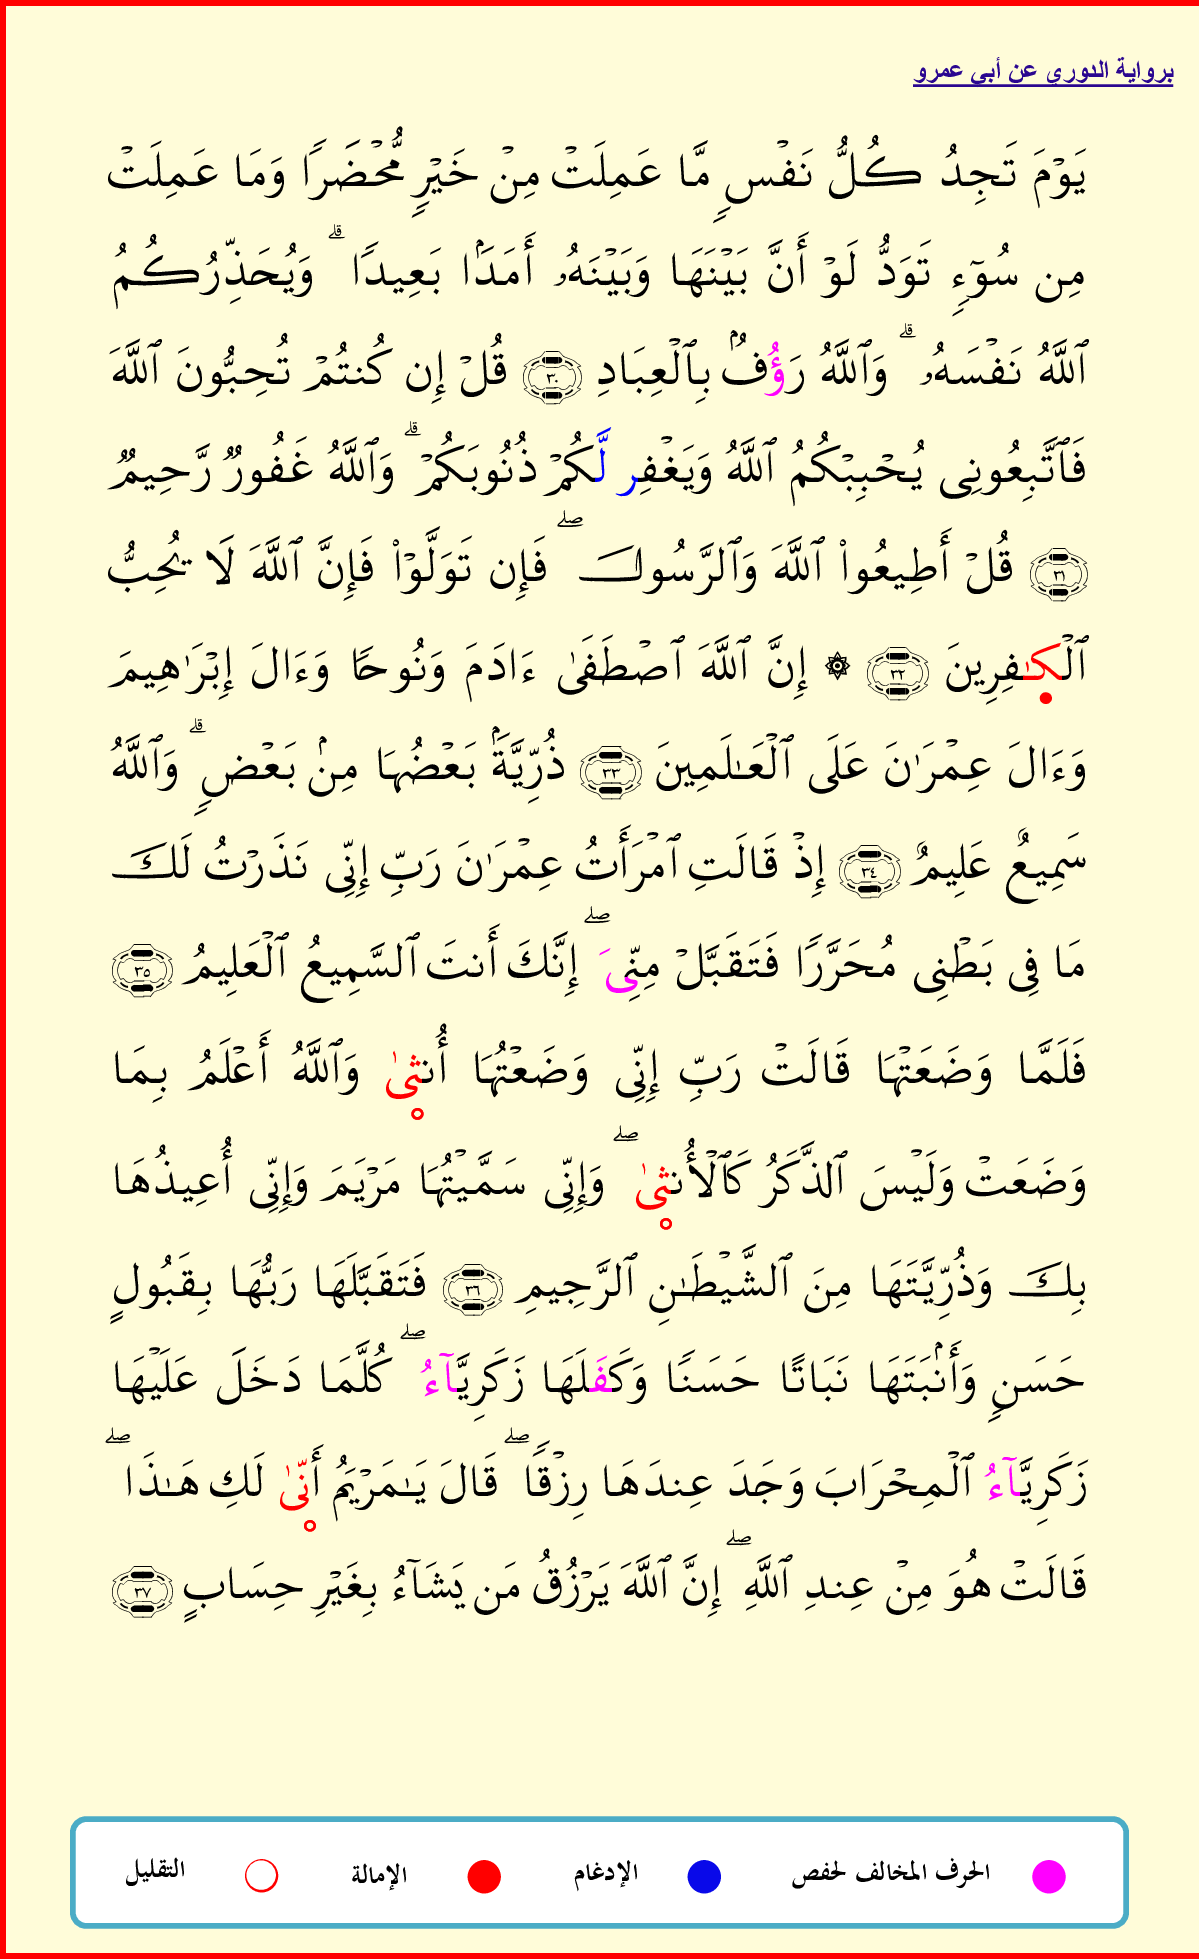 برواية الدوري عن أبي عمرو
يَوۡمَ تَجِدُ كُلُّ نَفۡسٖ مَّا عَمِلَتۡ مِنۡ خَيۡرٖ مُّحۡضَرٗا وَمَا عَمِلَتۡ
مِن سُوٓءٖ تَوَدُّ لَوۡ أَنَّ بَيۡنَهَا وَبَيۡنَهُۥ أَمَدَۢا بَعِيدٗاۗ وَيُحَذِّرُكُمُ
ٱللَّهُ نَفۡسَهُۥۗ وَٱللَّهُ رَؤُفُۢ بِٱلۡعِبَادِ ٣٠ قُلۡ إِن كُنتُمۡ تُحِبُّونَ ٱللَّهَ
فَٱتَّبِعُونِى يُحۡبِبۡكُمُ ٱللَّهُ وَيَغۡفِر لَّكُمۡ ذُنُوبَكُمۡۗ وَٱللَّهُ غَفُورٞ رَّحِيمٞ
٣١ قُلۡ أَطِيعُواْ ٱللَّهَ وَٱلرَّسُولَۖ فَإِن تَوَلَّوۡاْ فَإِنَّ ٱللَّهَ لَا يُحِبُّ
ٱلۡكَٰفِرِينَ ٣٢ ۞ إِنَّ ٱللَّهَ ٱصۡطَفَىٰ ءَادَمَ وَنُوحٗا وَءَالَ إِبۡرَٰهِيمَ
وَءَالَ عِمۡرَٰنَ عَلَى ٱلۡعَٰلَمِينَ ٣٣ ذُرِّيَّةَۢ بَعۡضُهَا مِنۢ بَعۡضٖۗ وَٱللَّهُ
سَمِيعٌ عَلِيمٌ ٣٤ إِذۡ قَالَتِ ٱمۡرَأَتُ عِمۡرَٰنَ رَبِّ إِنِّى نَذَرۡتُ لَكَ
مَا فِى بَطۡنِى مُحَرَّرٗا فَتَقَبَّلۡ مِنِّىَۖ إِنَّكَ أَنتَ ٱلسَّمِيعُ ٱلۡعَلِيمُ ٣٥
فَلَمَّا وَضَعَتۡهَا قَالَتۡ رَبِّ إِنِّى وَضَعۡتُهَا أُنثىٰ وَٱللَّهُ أَعۡلَمُ بِمَا
وَضَعَتۡ وَلَيۡسَ ٱلذَّكَرُ كَٱلۡأُنثىٰۖ وَإِنِّى سَمَّيۡتُهَا مَرۡيَمَ وَإِنِّى أُعِيذُهَا
بِكَ وَذُرِّيَّتَهَا مِنَ ٱلشَّيۡطَٰنِ ٱلرَّجِيمِ ٣٦ فَتَقَبَّلَهَا رَبُّهَا بِقَبُولٍ
حَسَنٖ وَأَنۢبَتَهَا نَبَاتًا حَسَنٗا وَكَفَلَهَا زَكَرِيَّآءُۖ كُلَّمَا دَخَلَ عَلَيۡهَا
زَكَرِيَّآءُ ٱلۡمِحۡرَابَ وَجَدَ عِندَهَا رِزۡقٗاۖ قَالَ يَٰمَرۡيَمُ أَنّىٰ لَكِ هَٰذَاۖ
قَالَتۡ هُوَ مِنۡ عِندِ ٱللَّهِۖ إِنَّ ٱللَّهَ يَرۡزُقُ مَن يَشَآءُ بِغَيۡرِ حِسَابٍ ٣٧
الحرف المخالف لحفص الإدغام الإمالة التقليل